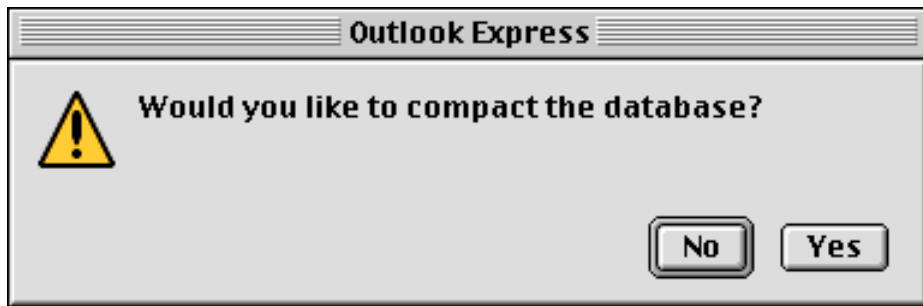 Outlook Express
Would you like to compact the database?
No Yes